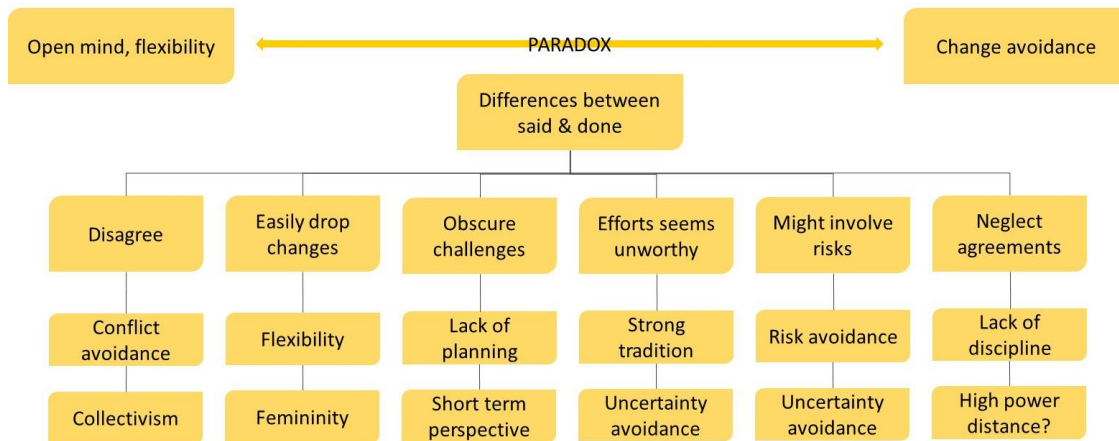 Open mind, flexibility
PARADOX
Change avoidance
Differences between
said & done
Disagree
Easily drop
changes
Obscure
challenges
Efforts seems
unworthy
Might involve
risks
Neglect
agreements
Conflict
avoidance
Flexibility
Lack of
planning
Strong
tradition
Risk avoidance
Lack of
discipline
Collectivism
Femininity
Short term
perspective
Uncertainty
avoidance
Uncertainty
avoidance
High power
distance?